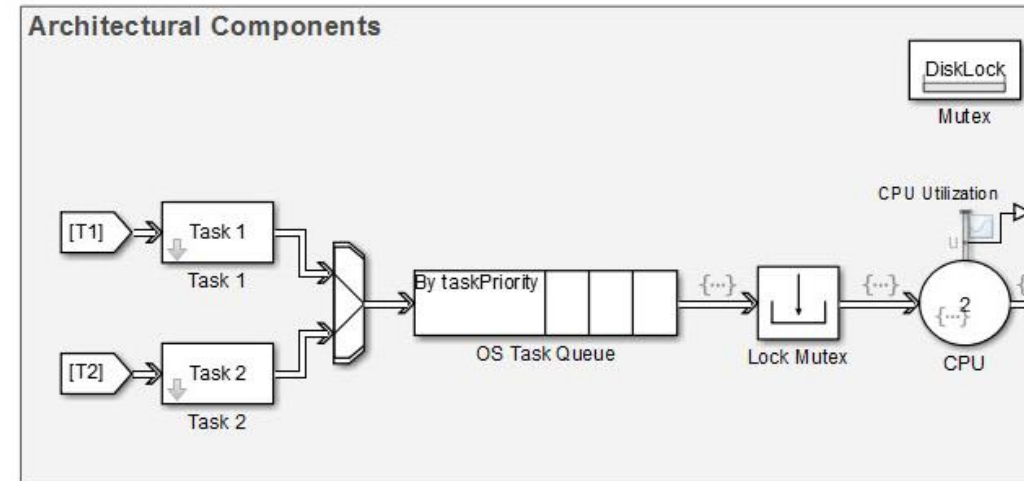 Architectural Components
DiskLock
Mutex
CPU Utilization
u
[T1]
Task 1
Task 1
By taskPriority
{...}
{...}
2
{...}
OS Task Queue
Lock Mutex
CPU
[T2]
Task 2
Task 2